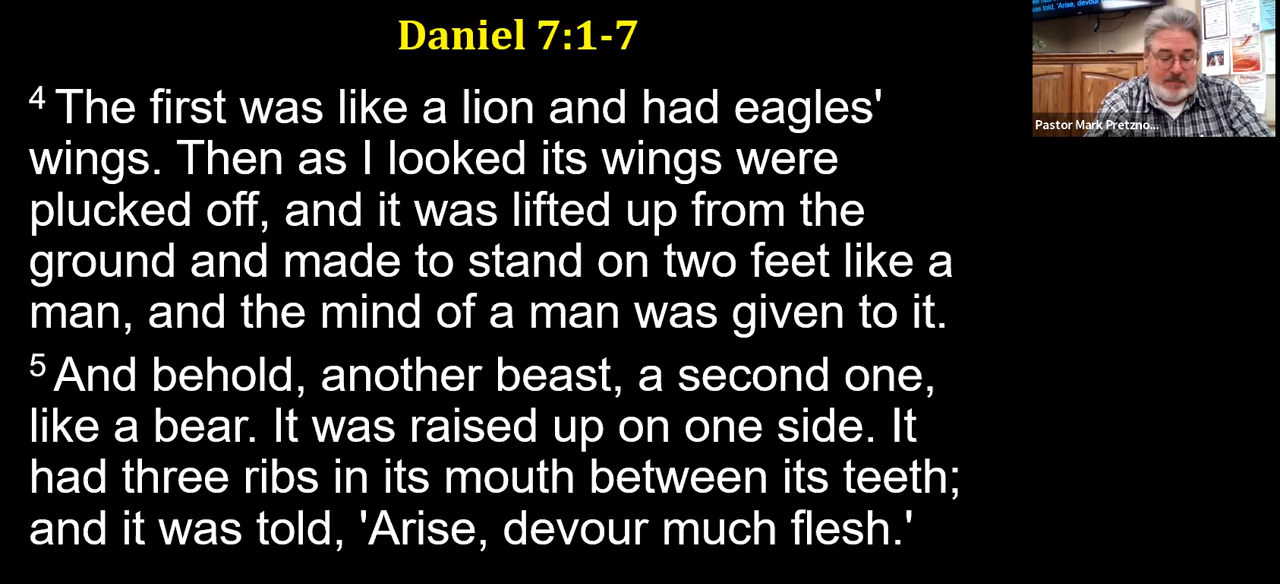 Daniel 7:1-7
4 The first was like a lion and had eagles'
wings. Then as I looked its wings were
plucked off, and it was lifted up from the
ground and made to stand on two feet like a
man, and the mind of a man was given to it.
5 And behold, another beast, a second one,
like a bear. It was raised up on one side. It
had three ribs in its mouth between its teeth;
and it was told, 'Arise, devour much flesh.'
told, 'Arise, devou
Pastor Mark Pretzno...